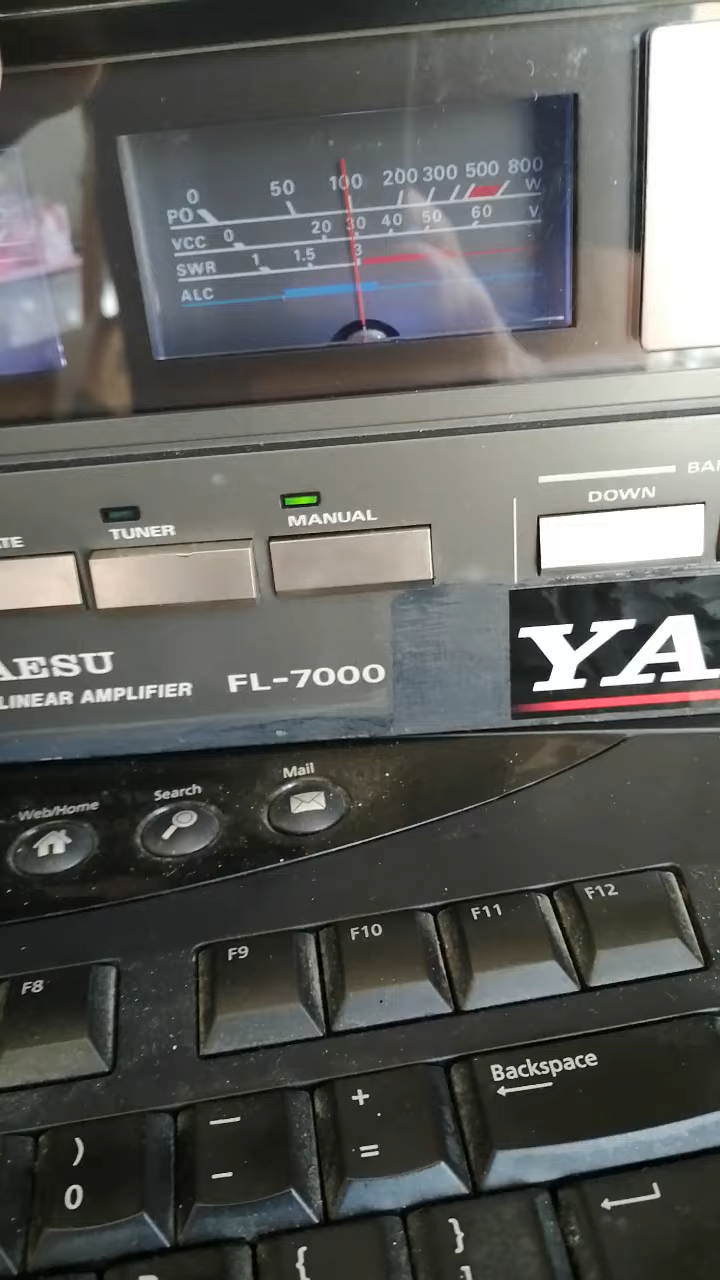 0 50 100 200 300 500 800
PO W
VCC 0 20 30 40 50 60 V
SWR 1 1.5 3
ALC
TUNER
MANUAL
DOWN
AESU
LINEAR AMPLIFIER
FL-7000
YA
Web/Home
Search
Mail
F8
F9
F10
F11
F12
)
0
—
-
+
=
Backspace
{
}